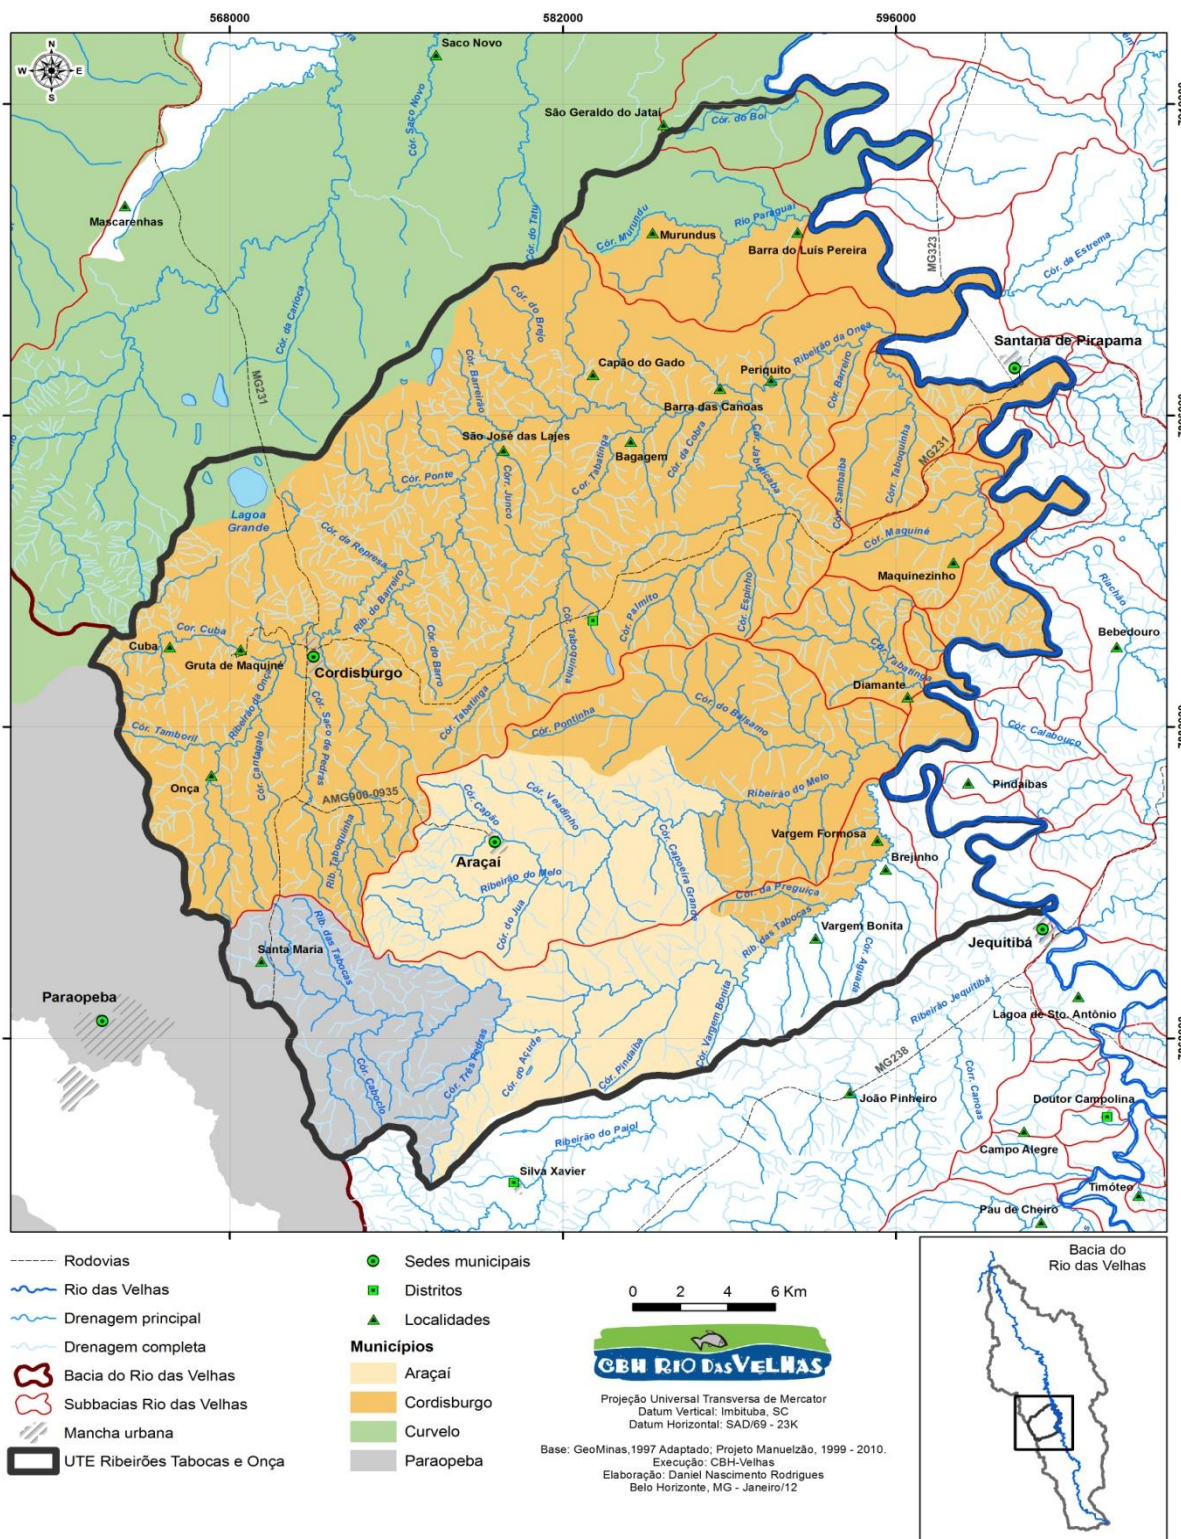 568000
582000
596000
N
W
E
S
Saco Novo
Cór. Saco Novo
São Geraldo do Jataí
Cór. do Boi
Mascarenhas
Cór. do Tatu
Cór. Murundu
Murundus
Rio Paraguai
Barra do Luís Pereira
MG323
Cór. da Estrema
Cór. da Carioca
Cór. do Brejo
Santana de Pirapama
MG231
Ribeirão da Onça
Capão do Gado
Periquito
Cór. Barreiro
Cór. Barreirão
Barra das Canoas
São José das Lajes
Bagagem
Cór. da Cobra
Cór. Jabuticaba
Cór. Tabatinga
Córr. Taboquinha
MG231
Cór. Ponte
Córr. Junco
Córr. Sambaíba
Lagoa
Grande
Cór. da Represa
Cór. Maquiné
Maquinezinho
Rib. do Barreiro
Cór. Palmito
Cór. Espinho
Riachão
Cor. Cuba
Cuba
Gruta de Maquiné
Cordisburgo
Cór. do Barro
Cór. Taboquinha
Bebedouro
Cór. Tabatinga
Diamante
Ribeirão da Onça
Cór. Saco de Pedras
Cór. Tabatinga
Cór. Pontinha
Cór. do Bálsamo
Cór. Tamboril
Cór. Cantagalo
Cór. Calabouço
Onça
AMG900-0935
Cór. Capão
Cór. Veadinho
Ribeirão do Melo
Pindaíbas
Rib. Taboquinha
Araçaí
Vargem Formosa
Brejinho
Ribeirão do Melo
Cór. Capoeira Grande
Cór. da Preguiça
Cór. do Jua
Rib. das Tabocas
Santa Maria
Rib. das Tabocas
Vargem Bonita
Cór. Aguada
Jequitibá
Paraopeba
Cór. Vargem Bonita
Ribeirão Jequitibá
Lagoa de Sto. Antônio
Cór. Três Pedras
Cór. do Açude
Cór. Pindaíba
MG238
Cór. Caboclo
Córr. Canoas
João Pinheiro
Doutor Campolina
Ribeirão do Paiol
Campo Alegre
Silva Xavier
Timóteo
Pau de Cheiro
Rodovias
Rio das Velhas
Drenagem principal
Drenagem completa
Bacia do Rio das Velhas
Subbacias Rio das Velhas
Mancha urbana
UTE Ribeirões Tabocas e Onça
Sedes municipais
Distritos
Localidades
Municípios
Araçaí
Cordisburgo
Curvelo
Paraopeba
0 2 4 6 Km
CBH RIO DAS VELHAS
Projeção Universal Transversa de Mercator
Datum Vertical: Imbituba, SC
Datum Horizontal: SAD/69 - 23K
Base: GeoMinas,1997 Adaptado; Projeto Manuelzão, 1999 - 2010.
Execução: CBH-Velhas
Elaboração: Daniel Nascimento Rodrigues
Belo Horizonte, MG - Janeiro/12
Bacia do
Rio das Velhas